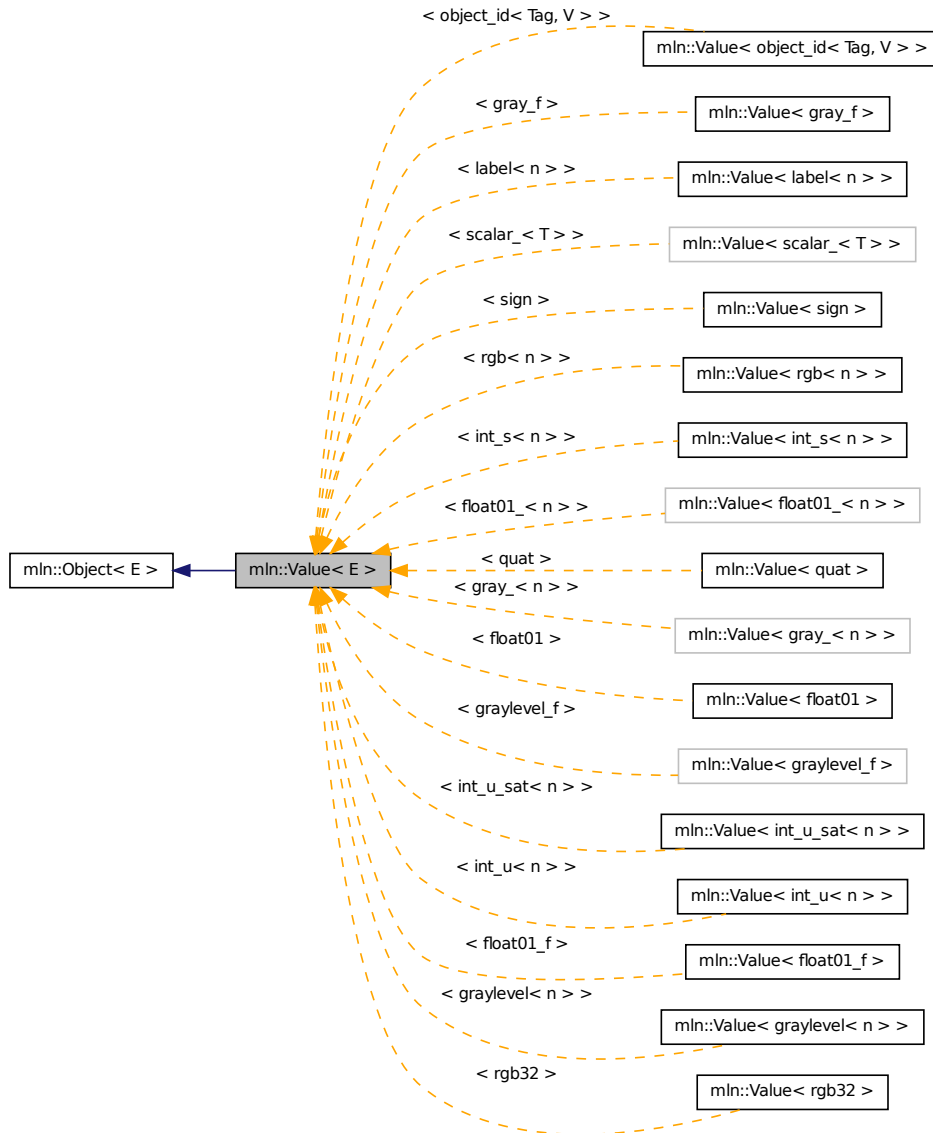 < object_id< Tag, V > >
mln::Value< object_id< Tag, V > >
< gray_f >
mln::Value< gray_f >
< label< n > >
mln::Value< label< n > >
< scalar_< T > >
mln::Value< scalar_< T > >
< sign >
mln::Value< sign >
< rgb< n > >
mln::Value< rgb< n > >
< int_s< n > >
mln::Value< int_s< n > >
< float01_< n > >
mln::Value< float01_< n > >
mln::Object< E >
mln::Value< E >
< quat >
mln::Value< quat >
< gray_< n > >
mln::Value< gray_< n > >
< float01 >
mln::Value< float01 >
< graylevel_f >
mln::Value< graylevel_f >
< int_u_sat< n > >
mln::Value< int_u_sat< n > >
< int_u< n > >
mln::Value< int_u< n > >
< float01_f >
mln::Value< float01_f >
< graylevel< n > >
mln::Value< graylevel< n > >
< rgb32 >
mln::Value< rgb32 >